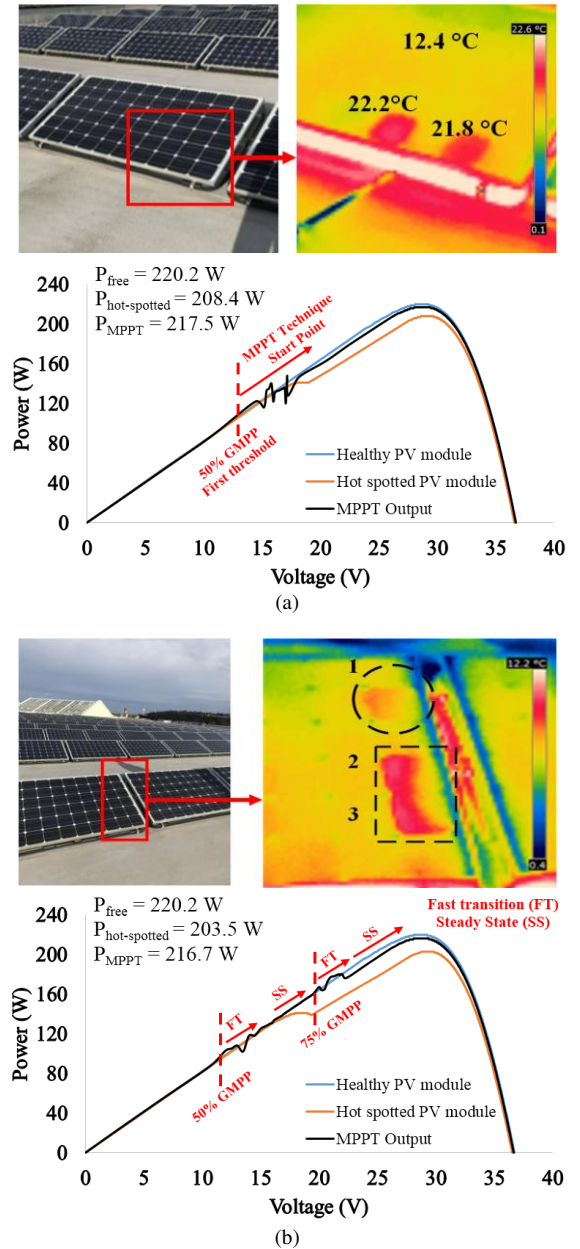 22.6 °C
12.4 °C
22.2°C
21.8 °C
0.1
P_free = 220.2 W
P_hot-spotted = 208.4 W
P_MPPT = 217.5 W
MPPT Technique
Start Point
50% GMPP
First threshold
Healthy PV module
Hot spotted PV module
MPPT Output
Power (W)
240
200
160
120
80
40
0
0 5 10 15 20 25 30 35 40
Voltage (V)
(a)
12.2 °C
1
2
3
0.4
Fast transition (FT)
Steady State (SS)
P_free = 220.2 W
P_hot-spotted = 203.5 W
P_MPPT = 216.7 W
FT
SS
FT
SS
50% GMPP
75% GMPP
Healthy PV module
Hot spotted PV module
MPPT Output
Power (W)
240
200
160
120
80
40
0
0 5 10 15 20 25 30 35 40
Voltage (V)
(b)